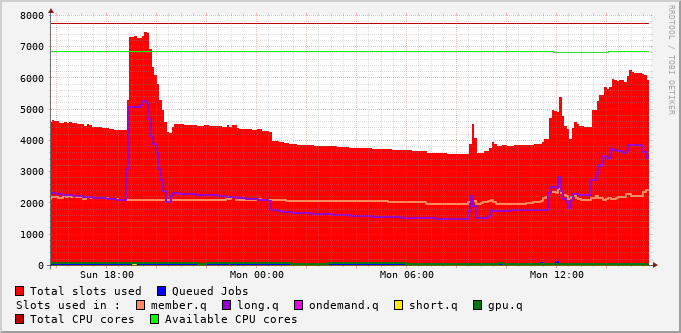 8000
7000
6000
5000
4000
3000
2000
1000
0
Sun 18:00 Mon 00:00 Mon 06:00 Mon 12:00
RRDTOOL / TOBI OETIKER
Total slots used Queued Jobs
Slots used in : member.q long.q ondemand.q short.q gpu.q
Total CPU cores Available CPU cores